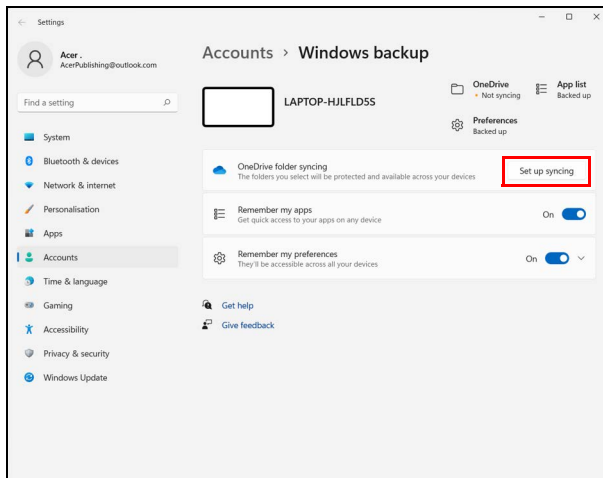 Settings
Acer .
AcerPublishing@outlook.com
Find a setting
System
Bluetooth & devices
Network & internet
Personalisation
Apps
Accounts
Time & language
Gaming
Accessibility
Privacy & security
Windows Update
Accounts > Windows backup
LAPTOP-HJLFLD5S
OneDrive
• Not syncing
App list
Backed up
Preferences
Backed up
OneDrive folder syncing
The folders you select will be protected and available across your devices
Set up syncing
Remember my apps
Get quick access to your apps on any device
On
Remember my preferences
They'll be accessible across all your devices
On
Get help
Give feedback